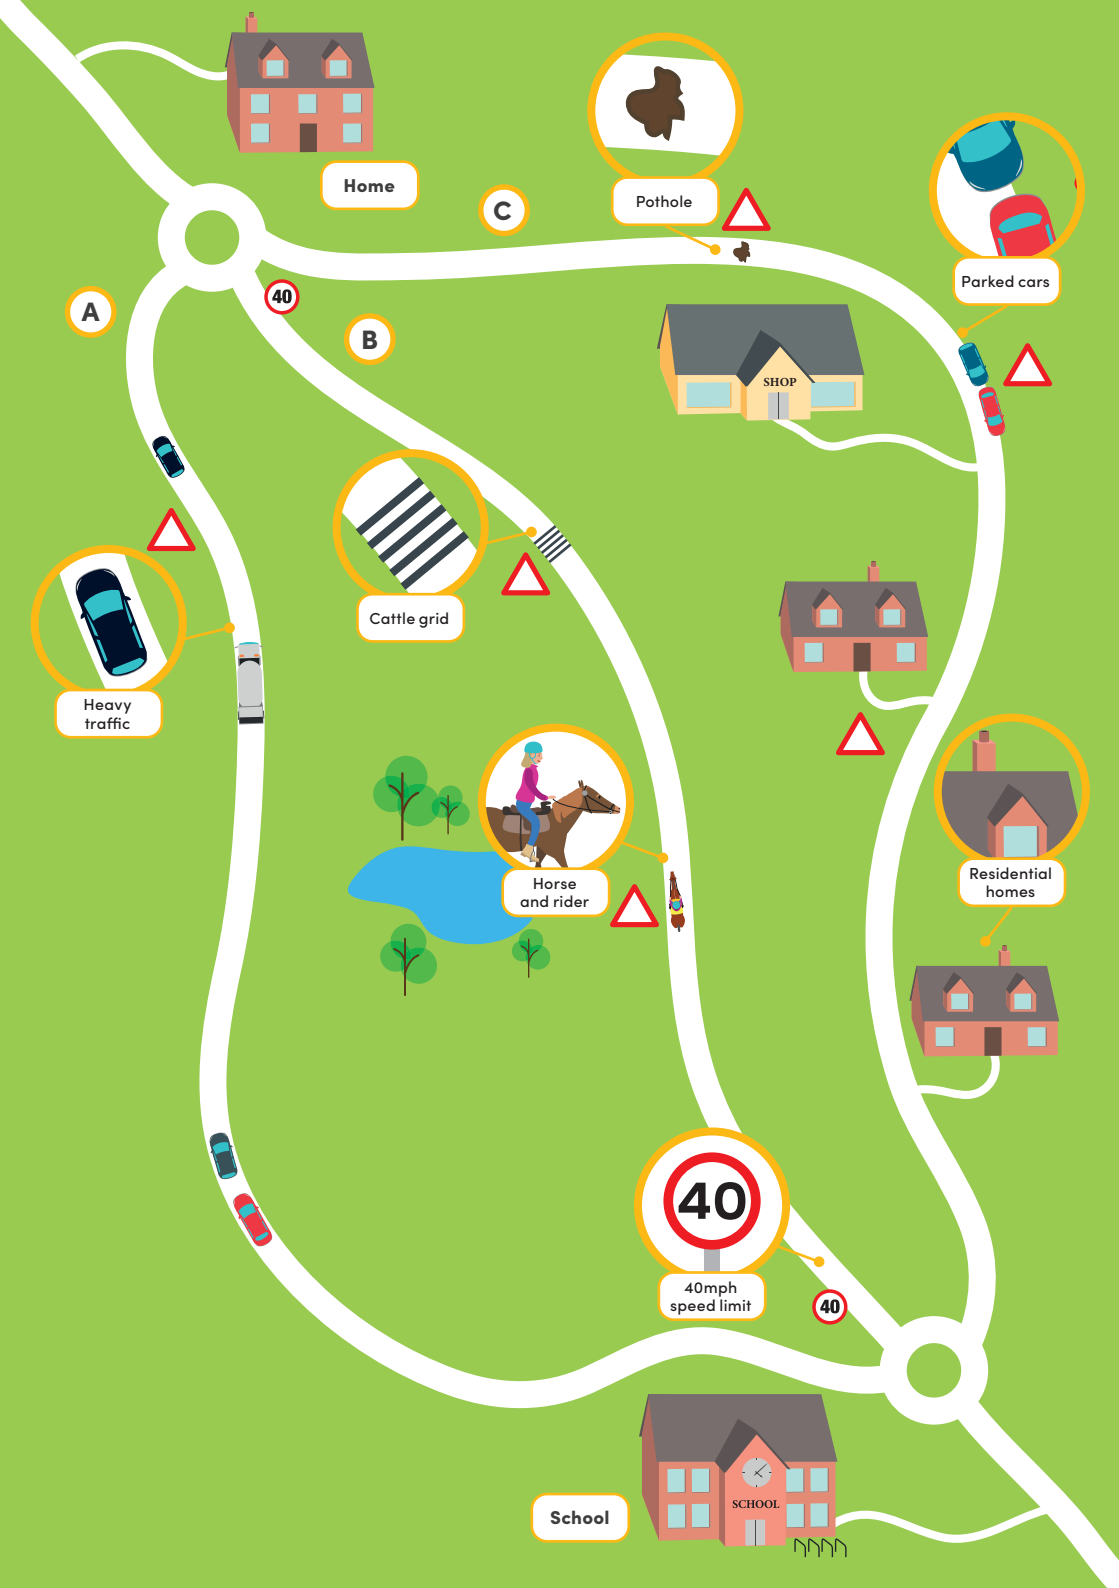 Home
C
Pothole
Parked cars
40
A
B
SHOP
Cattle grid
Heavy
traffic
Horse
and rider
Residential
homes
40
40mph
speed limit
40
SCHOOL
School